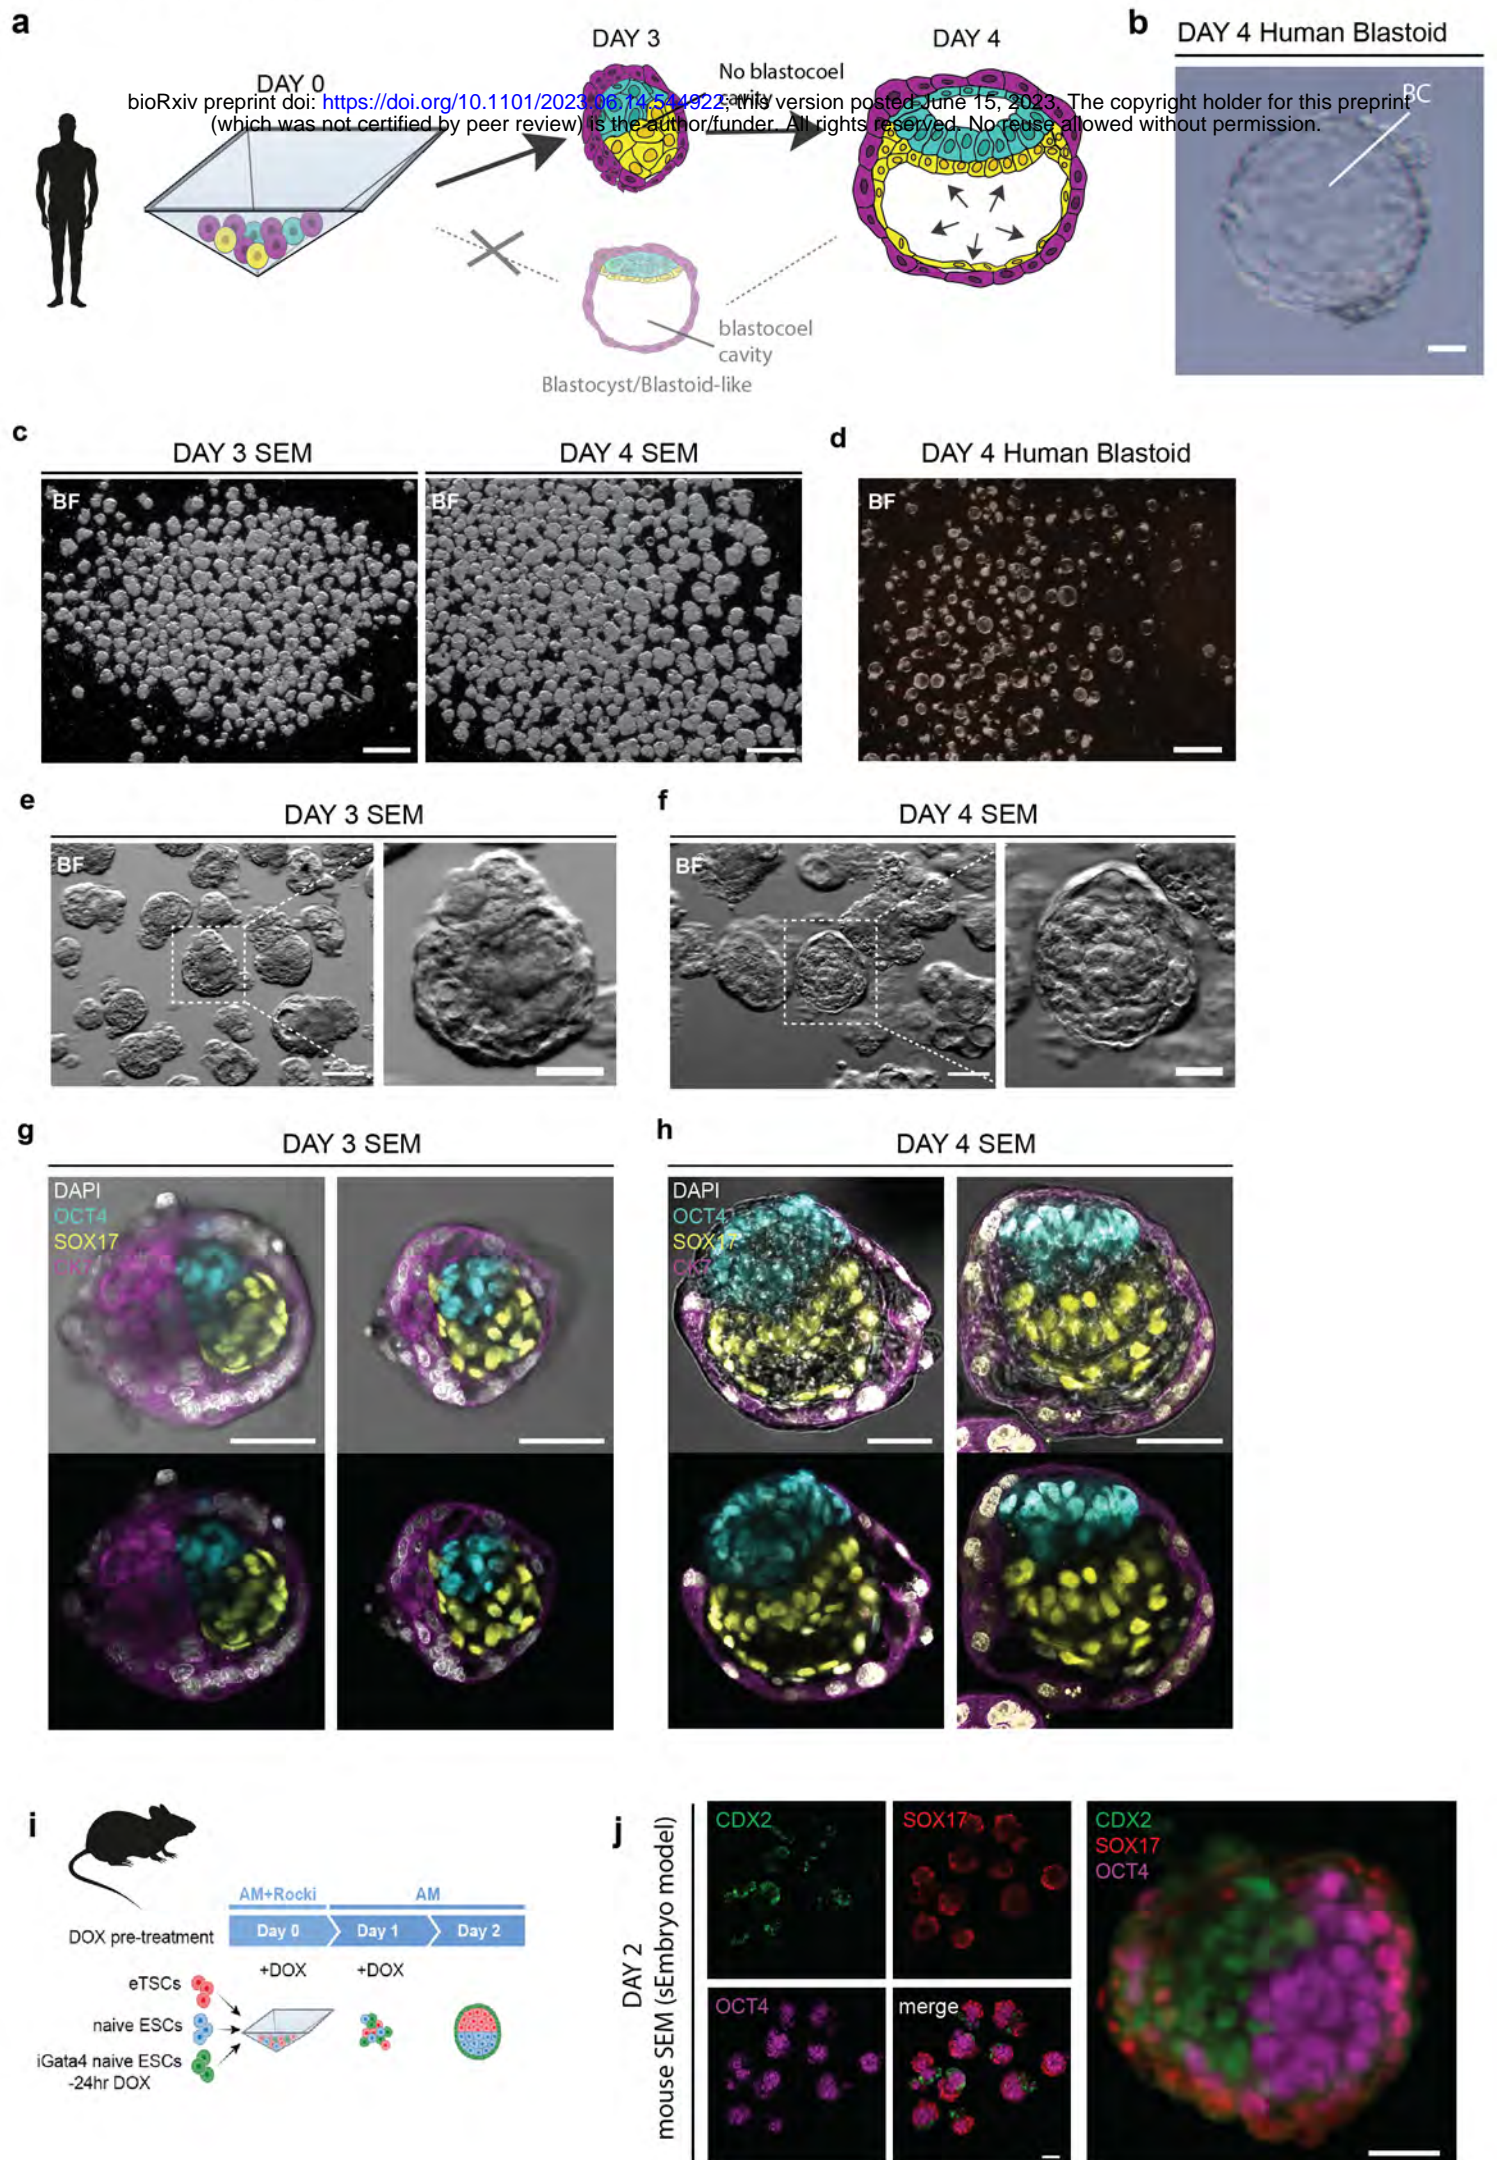 a
DAY 0
DAY 3
DAY 4
No blastocoel
cavity
bioRxiv preprint doi: https://doi.org/10.1101/2023.06.14.544922; this version posted June 15, 2023. The copyright holder for this preprint
(which was not certified by peer review) is the author/funder. All rights reserved. No reuse allowed without permission.
blastocoel
cavity
Blastocyst/Blastoid-like
b
DAY 4 Human Blastoid
BC
c
DAY 3 SEM
BF
DAY 4 SEM
BF
d
DAY 4 Human Blastoid
BF
e
DAY 3 SEM
BF
f
DAY 4 SEM
BF
g
DAY 3 SEM
DAPI
OCT4
SOX17
CK7
h
DAY 4 SEM
DAPI
OCT4
SOX17
CK7
i
AM+Rocki
AM
DOX pre-treatment
Day 0
Day 1
Day 2
+DOX
+DOX
eTSCs
naive ESCs
iGata4 naive ESCs
-24hr DOX
j
DAY 2
mouse SEM (sEmbryo model)
CDX2
SOX17
OCT4
merge
CDX2
SOX17
OCT4